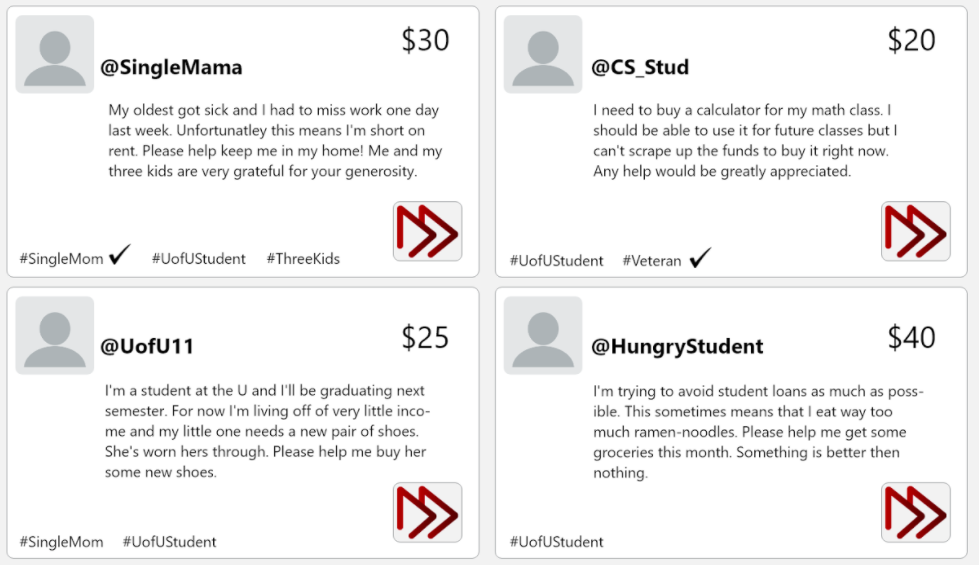 $30
@SingleMama
My oldest got sick and I had to miss work one day
last week. Unfortunatley this means I'm short on
rent. Please help keep me in my home! Me and my
three kids are very grateful for your generosity.
#SingleMom #UofUStudent #ThreeKids
$20
@CS_Stud
I need to buy a calculator for my math class. I
should be able to use it for future classes but I
can't scrape up the funds to buy it right now.
Any help would be greatly appreciated.
#UofUStudent #Veteran
$25
@UofU11
I'm a student at the U and I'll be graduating next
semester. For now I'm living off of very little inco-
me and my little one needs a new pair of shoes.
She's worn hers through. Please help me buy her
some new shoes.
#SingleMom #UofUStudent
$40
@HungryStudent
I'm trying to avoid student loans as much as poss-
ible. This sometimes means that I eat way too
much ramen-noodles. Please help me get some
groceries this month. Something is better then
nothing.
#UofUStudent